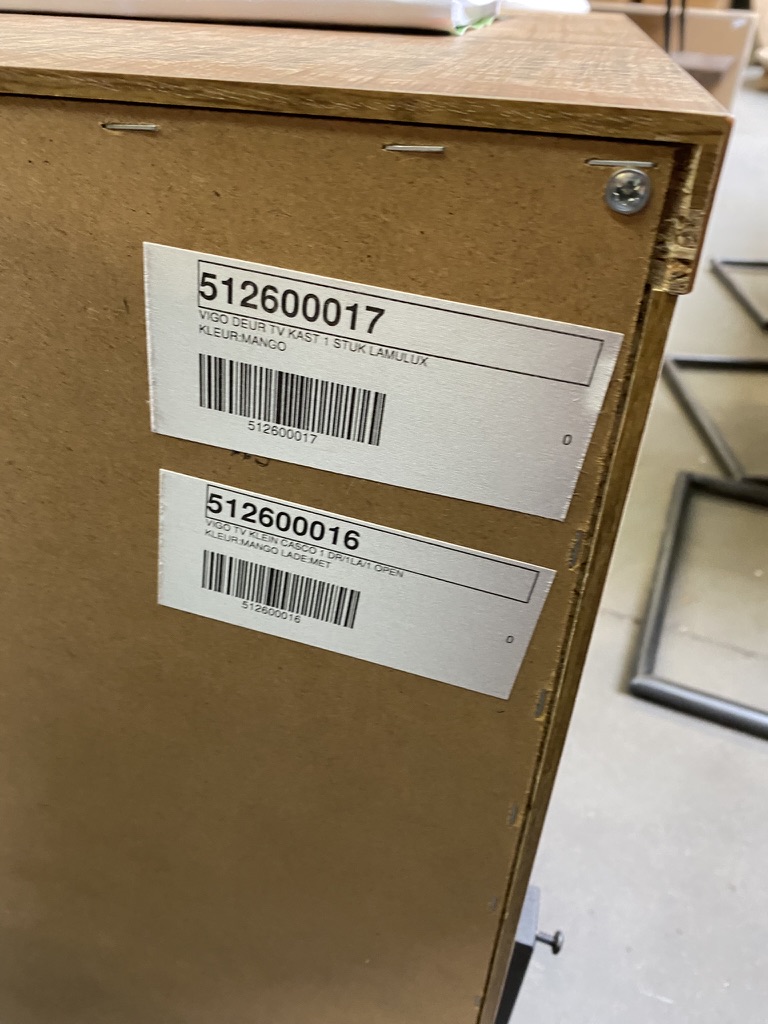 512600017
VIGO DEUR TV KAST 1 STUK LAMULUX
KLEUR:MANGO
512600017
0
512600016
VIGO TV KLEIN CASCO 1 DR/1LA/1 OPEN
KLEUR:MANGO LADE:MET
512600016
0